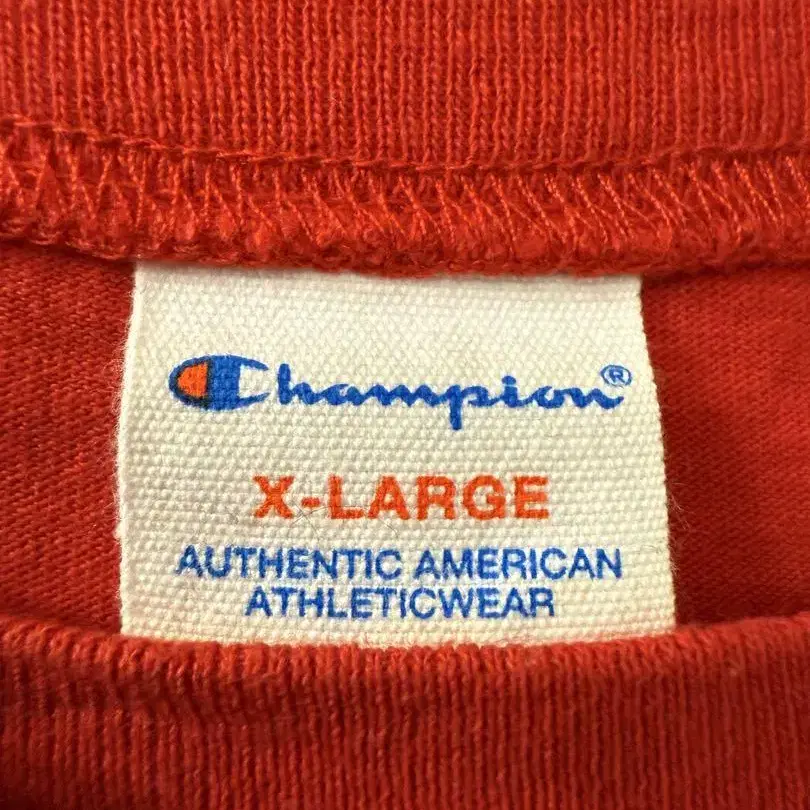 Champion®
X-LARGE
AUTHENTIC AMERICAN
ATHLETICWEAR